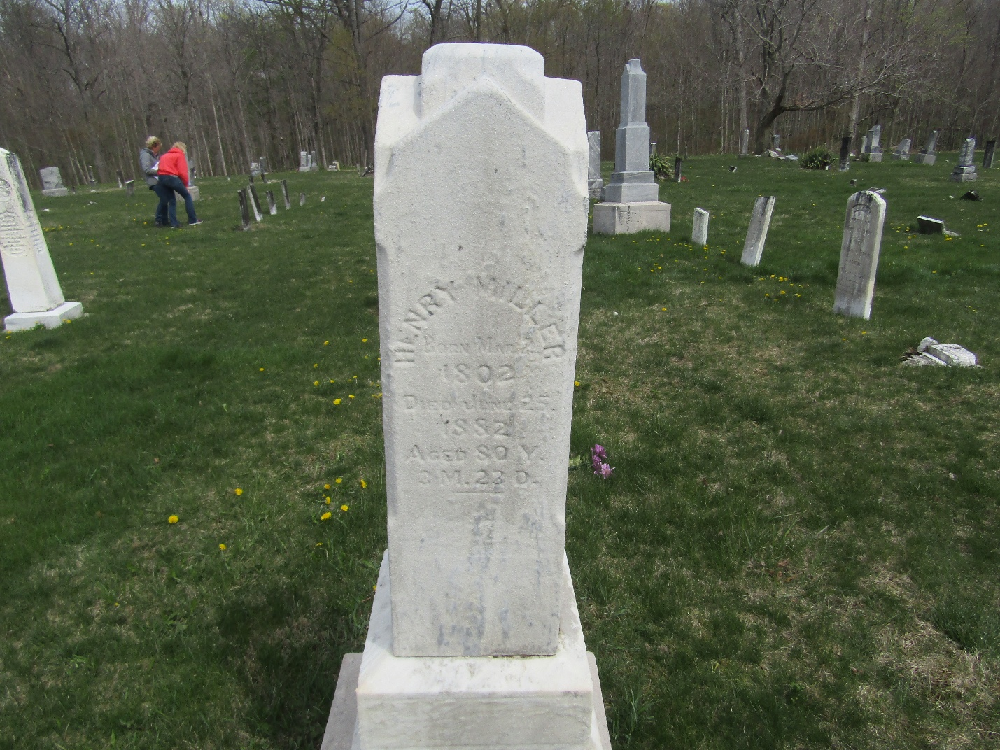 HENRY MILLER
BORN MAR. 2,
1802
DIED JUNE 25,
1882
AGED 80 Y.
3 M. 23 D.